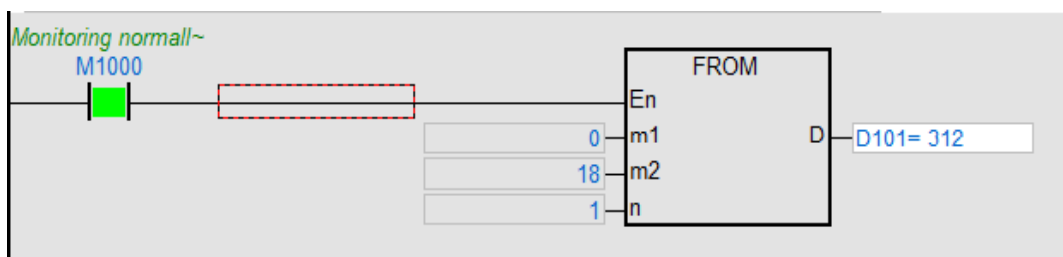 Monitoring normall~
M1000
FROM
En
0 m1 D D101= 312
18 m2
1 n